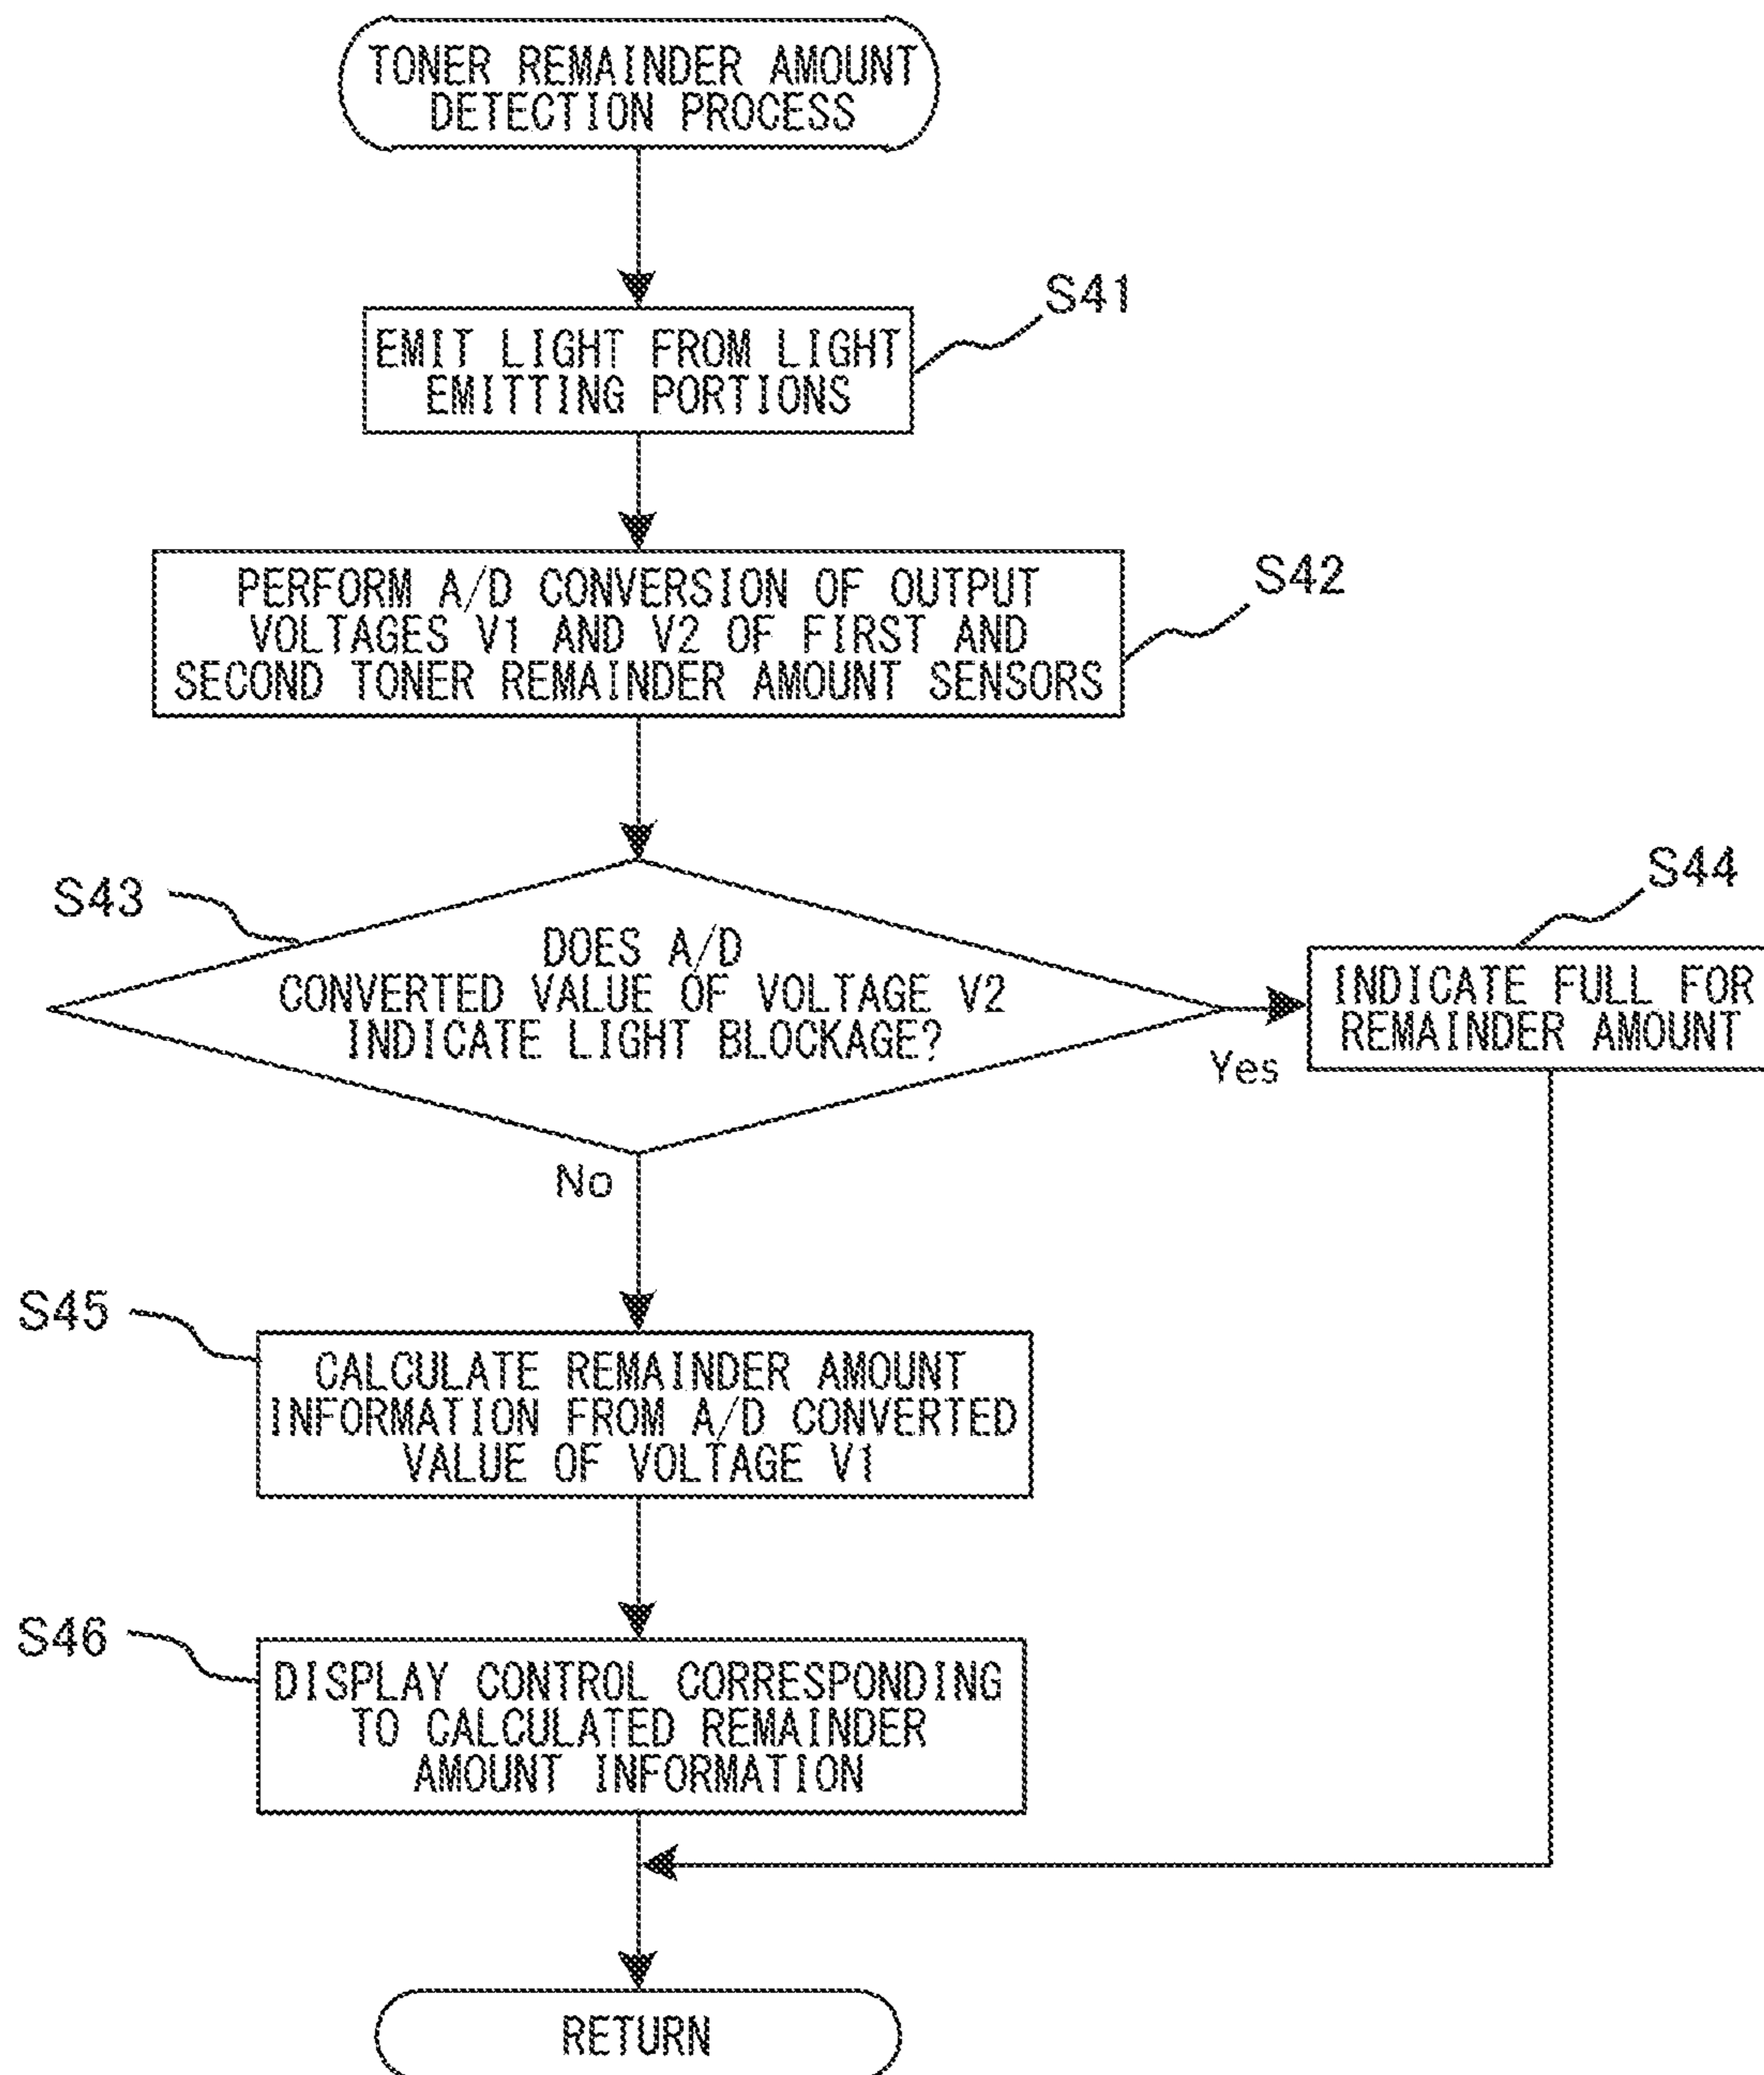 TONER REMAINDER AMOUNT
DETECTION PROCESS
S41
EMIT LIGHT FROM LIGHT
EMITTING PORTIONS
S42
PERFORM A/D CONVERSION OF OUTPUT
VOLTAGES V1 AND V2 OF FIRST AND
SECOND TONER REMAINDER AMOUNT SENSORS
S43
DOES A/D
CONVERTED VALUE OF VOLTAGE V2
INDICATE LIGHT BLOCKAGE?
Yes
S44
INDICATE FULL FOR
REMAINDER AMOUNT
No
S45
CALCULATE REMAINDER AMOUNT
INFORMATION FROM A/D CONVERTED
VALUE OF VOLTAGE V1
S46
DISPLAY CONTROL CORRESPONDING
TO CALCULATED REMAINDER
AMOUNT INFORMATION
RETURN